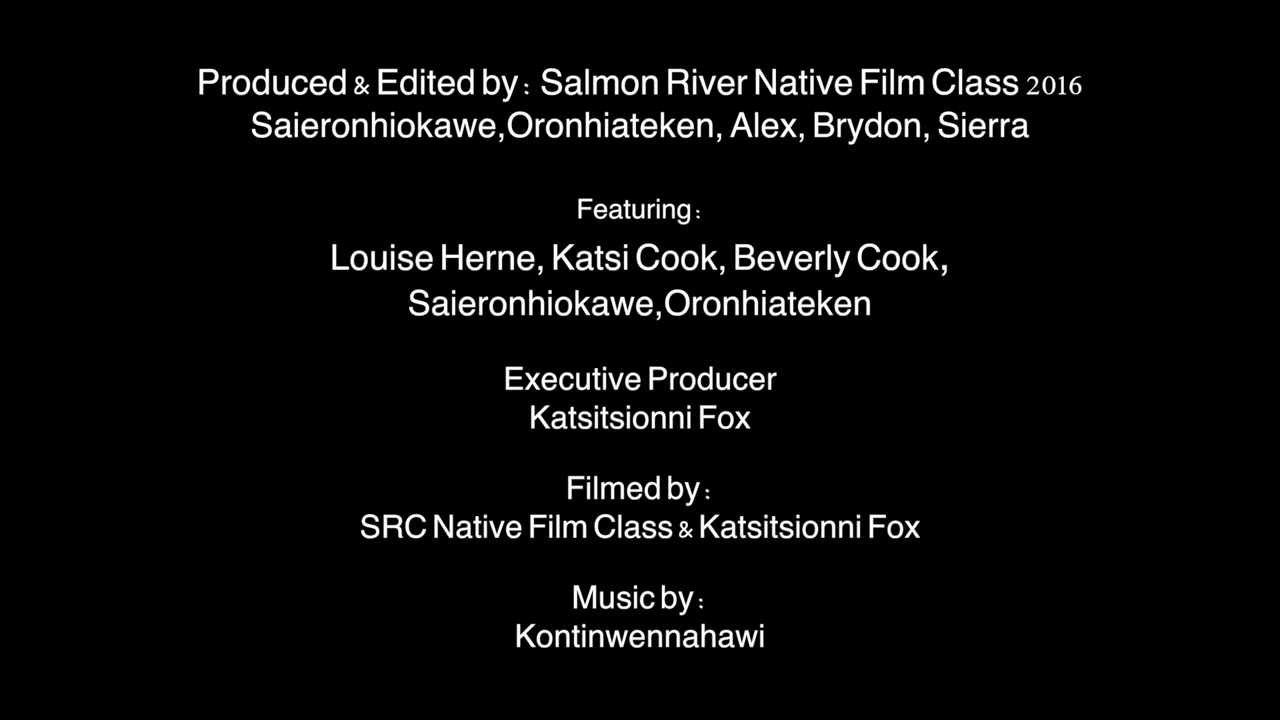 Produced & Edited by: Salmon River Native Film Class 2016
Saieronhiokawe,Oronhiateken, Alex, Brydon, Sierra
Featuring:
Louise Herne, Katsi Cook, Beverly Cook,
Saieronhiokawe,Oronhiateken
Executive Producer
Katsitsionni Fox
Filmed by:
SRC Native Film Class & Katsitsionni Fox
Music by:
Kontinwennahawi